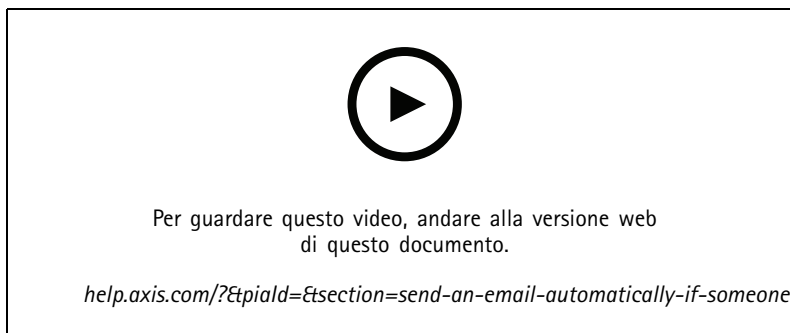 Per guardare questo video, andare alla versione web
di questo documento.
help.axis.com/?&piaId=&section=send-an-email-automatically-if-someone